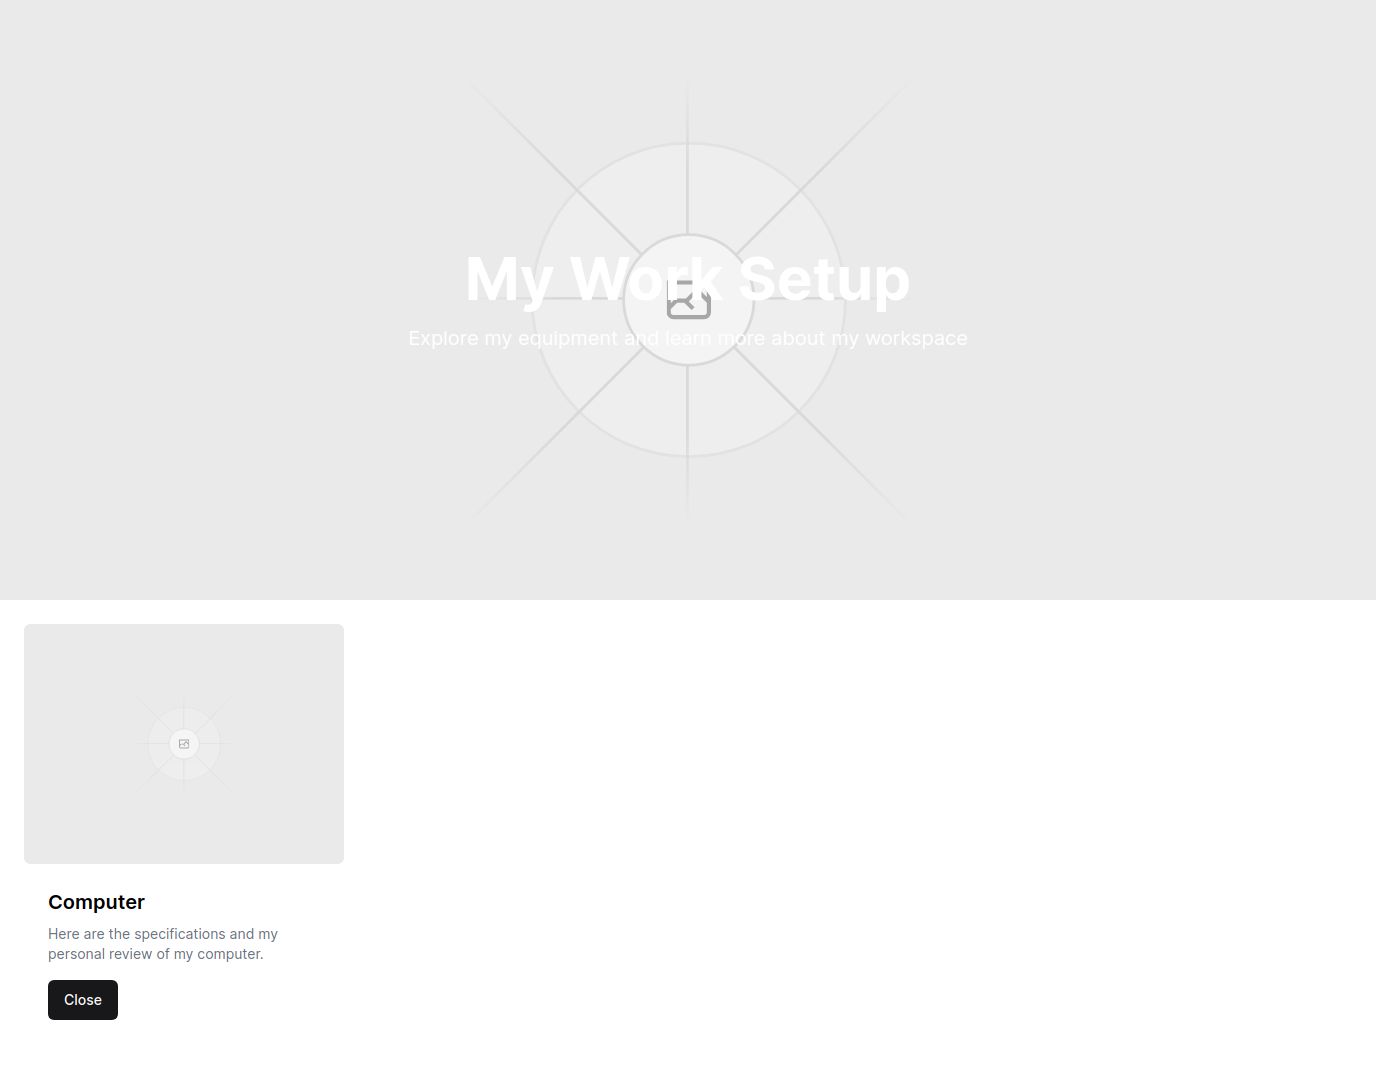 My Work Setup
Explore my equipment and learn more about my workspace
Computer
Here are the specifications and my
personal review of my computer.
Close